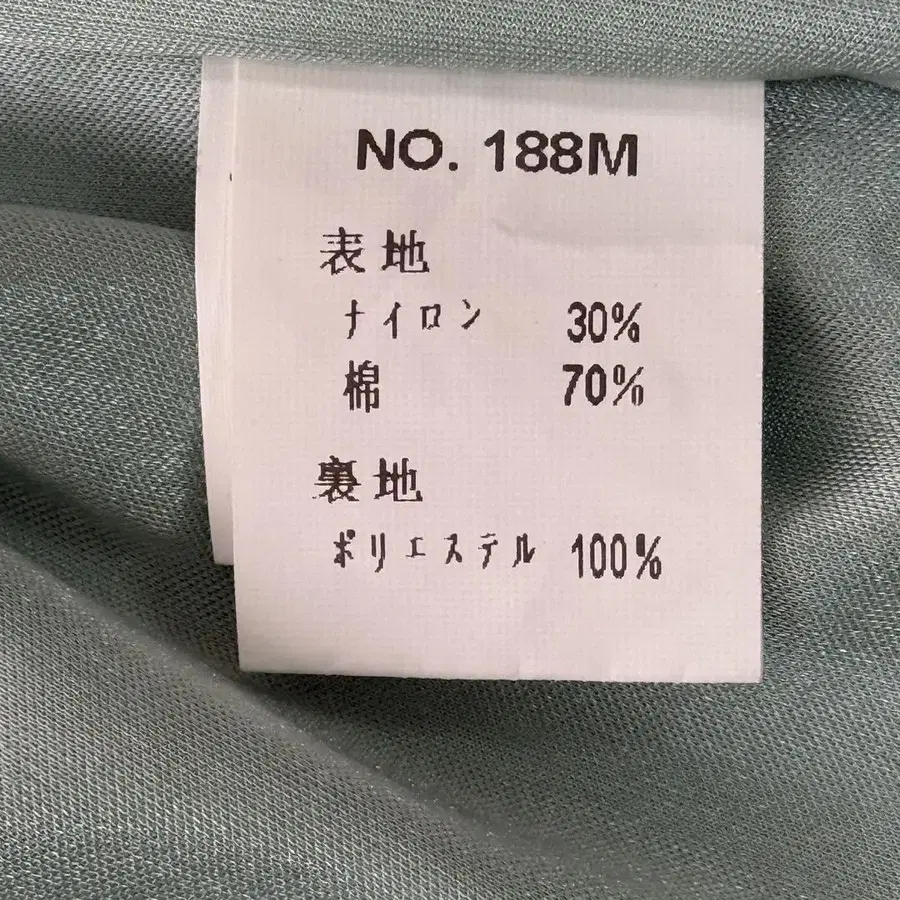 NO. 188M
表地
ナイロン 30%
棉 70%
裏地
ポリエステル 100%